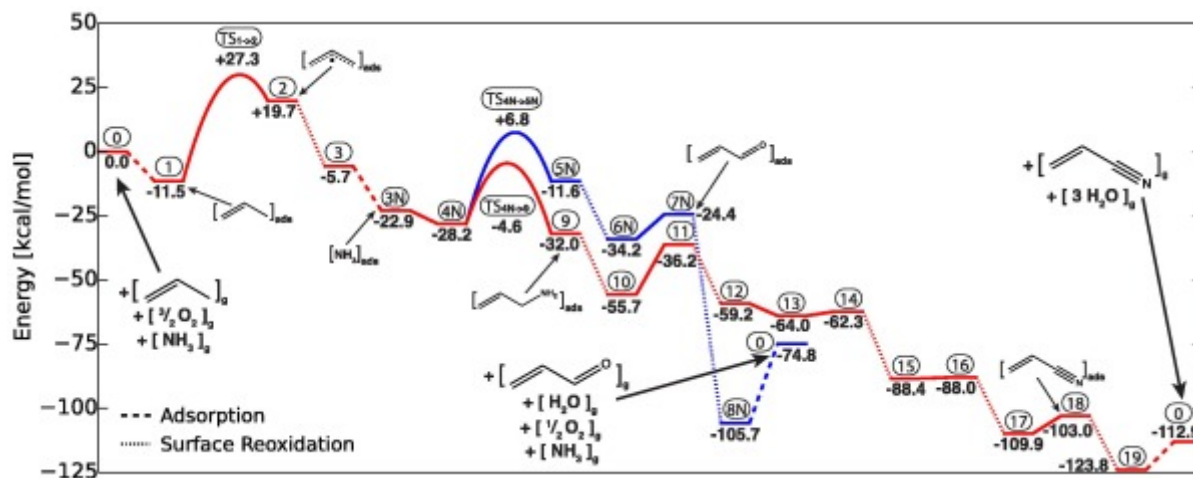 Energy [kcal/mol]
50
25
0
−25
−50
−75
−100
−125
0
0.0
1
-11.5
TS1->2
+27.3
2
+19.7
[ ]ads
3
-5.7
3N
-22.9
4N
-28.2
TS4N->5N
+6.8
TS4N->9
-4.6
5N
-11.6
9
-32.0
6N
-34.2
7N
-24.4
10
-55.7
11
-36.2
12
-59.2
13
-64.0
14
-62.3
0
-74.8
8N
-105.7
15
-88.4
16
-88.0
17
-109.9
18
-103.0
19
-123.8
0
-112.9
[ ]ads
[NH3]ads
[ NH2 ]ads
[ O ]ads
[ N ]ads
+ [ ]g
+ [ 3/2 O2 ]g
+ [ NH3 ]g
+ [ O ]g
+ [ H2O ]g
+ [ 1/2 O2 ]g
+ [ NH3 ]g
+ [ N ]g
+ [ 3 H2O ]g
Adsorption
Surface Reoxidation